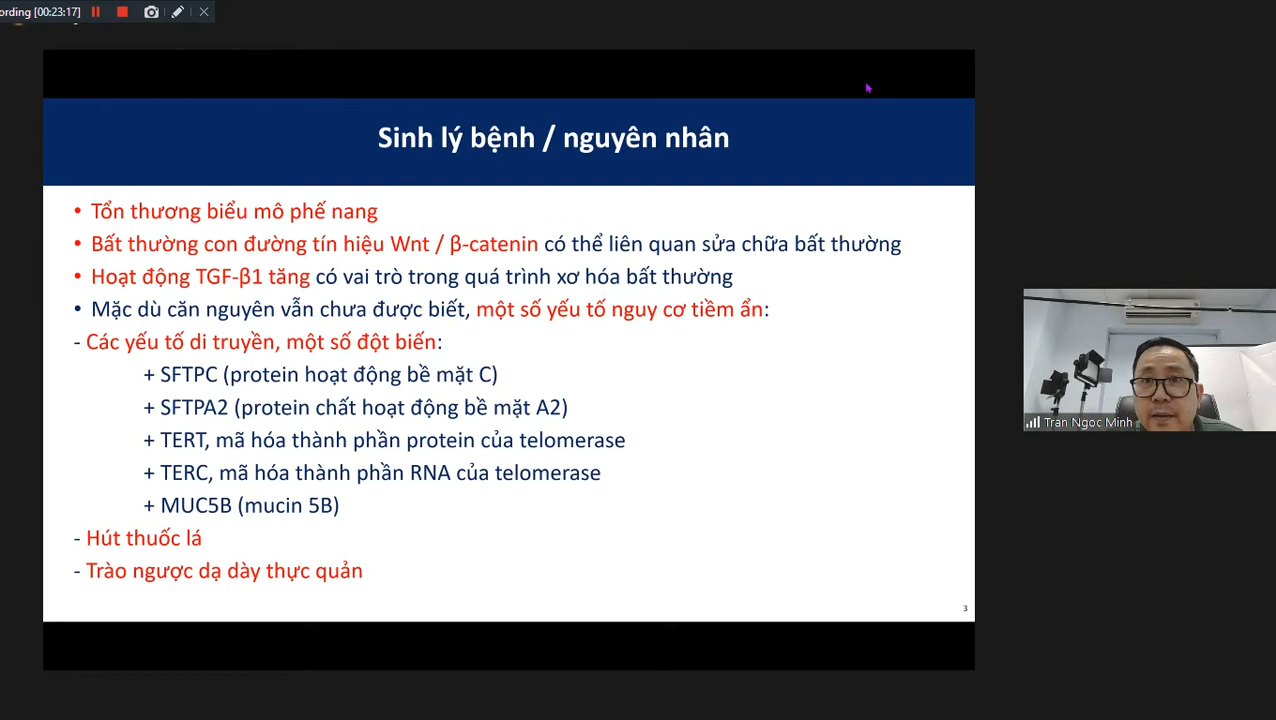 ording [00:23:17]
Sinh lý bệnh / nguyên nhân
• Tổn thương biểu mô phế nang
• Bất thường con đường tín hiệu Wnt / β-catenin có thể liên quan sửa chữa bất thường
• Hoạt động TGF-β1 tăng có vai trò trong quá trình xơ hóa bất thường
• Mặc dù căn nguyên vẫn chưa được biết, một số yếu tố nguy cơ tiềm ẩn:
- Các yếu tố di truyền, một số đột biến:
+ SFTPC (protein hoạt động bề mặt C)
+ SFTPA2 (protein chất hoạt động bề mặt A2)
+ TERT, mã hóa thành phần protein của telomerase
+ TERC, mã hóa thành phần RNA của telomerase
+ MUC5B (mucin 5B)
- Hút thuốc lá
- Trào ngược dạ dày thực quản
3
Tran Ngoc Minh